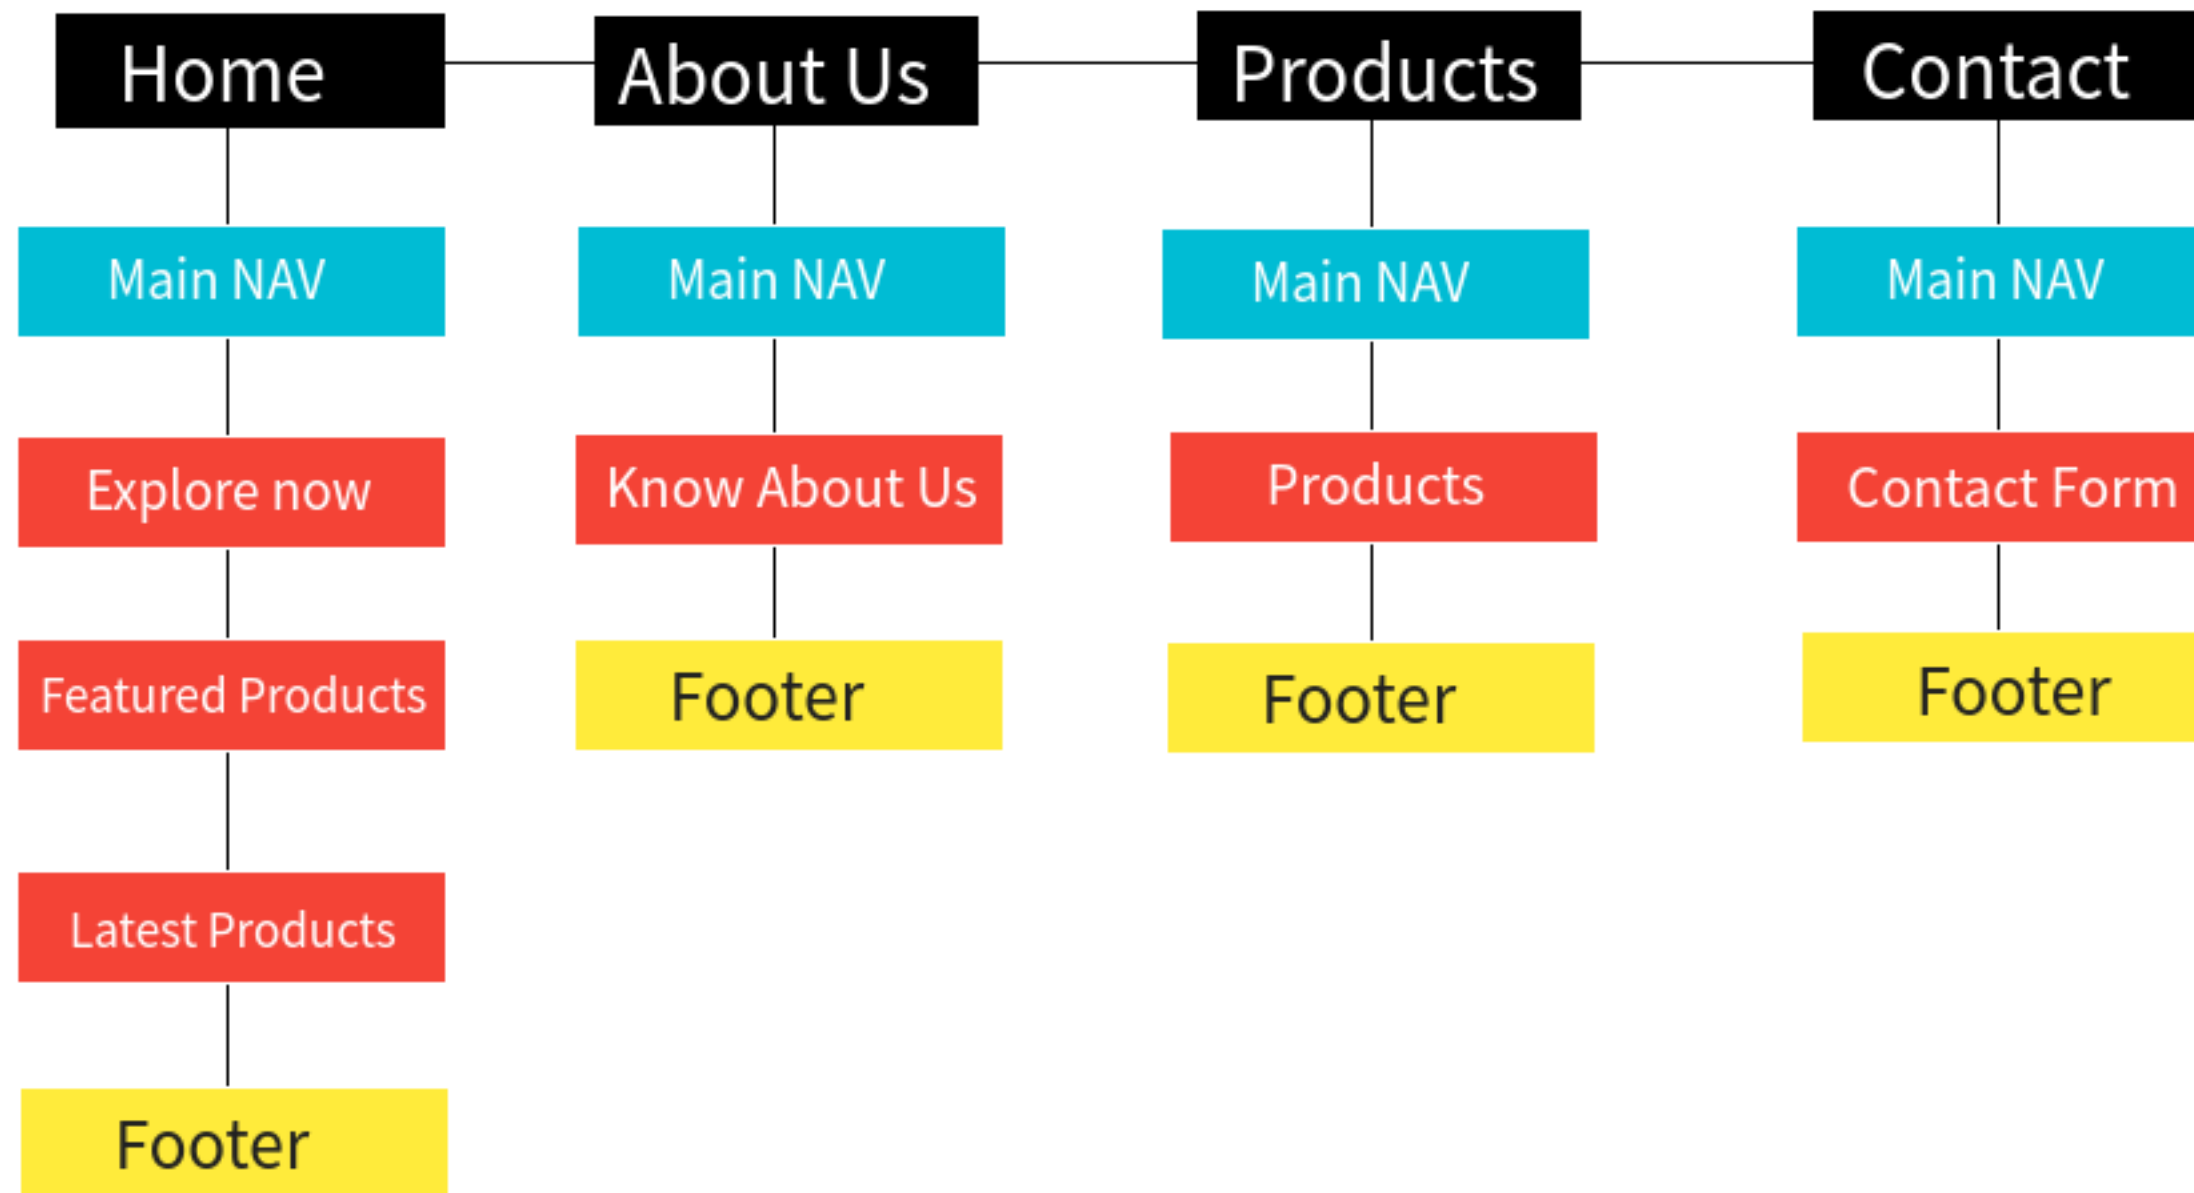 Home
About Us
Products
Contact
Main NAV
Main NAV
Main NAV
Main NAV
Explore now
Know About Us
Products
Contact Form
Featured Products
Footer
Footer
Footer
Latest Products
Footer